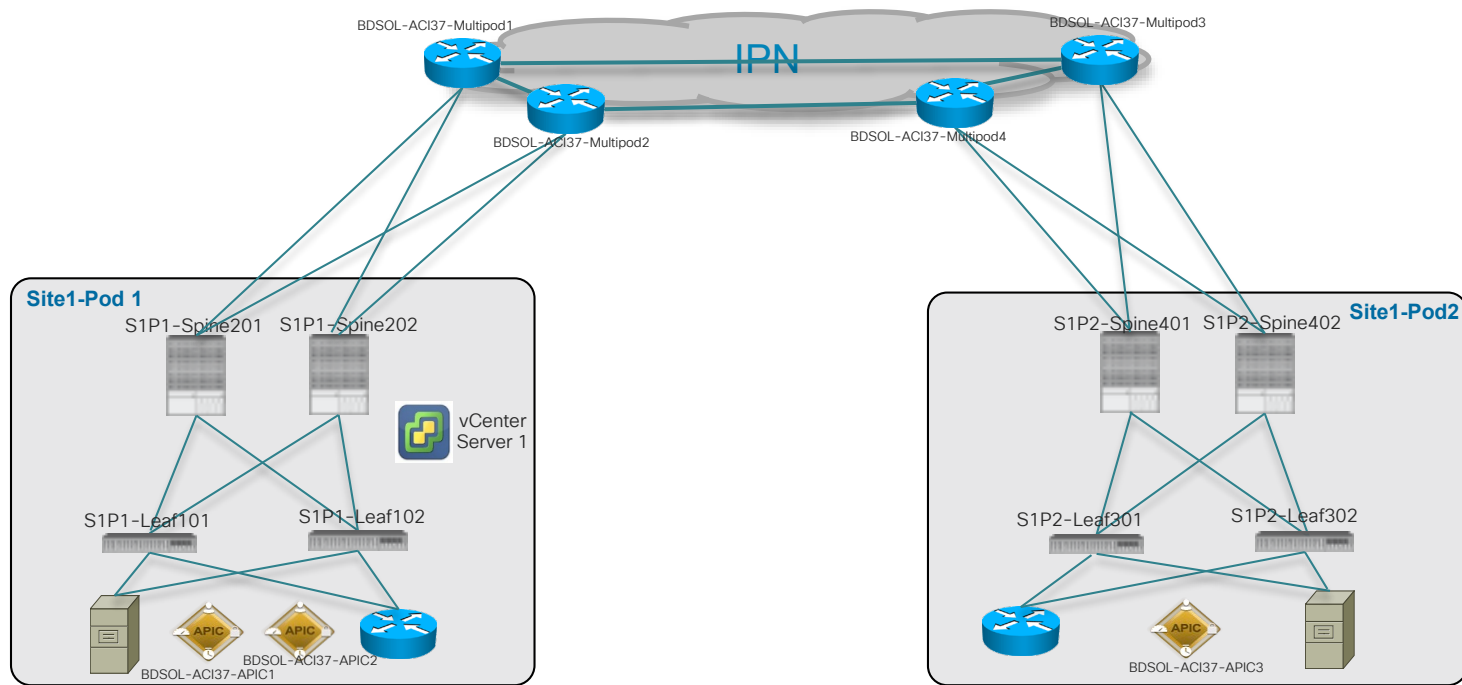 BDSOL-ACI37-Multipod1
BDSOL-ACI37-Multipod3
IPN
BDSOL-ACI37-Multipod2
BDSOL-ACI37-Multipod4
Site1-Pod 1
S1P1-Spine201
S1P1-Spine202
vCenter
Server 1
S1P1-Leaf101
S1P1-Leaf102
APIC
APIC
BDSOL-ACI37-APIC1
BDSOL-ACI37-APIC2
Site1-Pod2
S1P2-Spine401
S1P2-Spine402
S1P2-Leaf301
S1P2-Leaf302
APIC
BDSOL-ACI37-APIC3